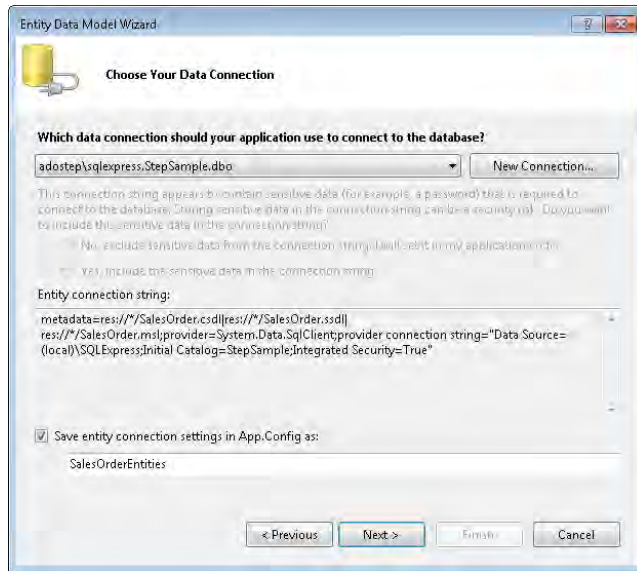 Entity Data Model Wizard
Choose Your Data Connection
Which data connection should your application use to connect to the database?
adostep\sqlexpress.StepSample.dbo
New Connection...
This connection string appears to contain sensitive data (for example, a password) that is required to
connect to the database. Storing sensitive data in the connection string can be a security risk. Do you want
to include this sensitive data in the connection string?
No, exclude sensitive data from the connection string. I will set it in my application code.
Yes, include the sensitive data in the connection string.
Entity connection string:
metadata=res://*/SalesOrder.csdl|res://*/SalesOrder.ssdl|
res://*/SalesOrder.msl;provider=System.Data.SqlClient;provider connection string="Data Source=
(local)\SQLExpress;Initial Catalog=StepSample;Integrated Security=True"
Save entity connection settings in App.Config as:
SalesOrderEntities
< Previous
Next >
Finish
Cancel